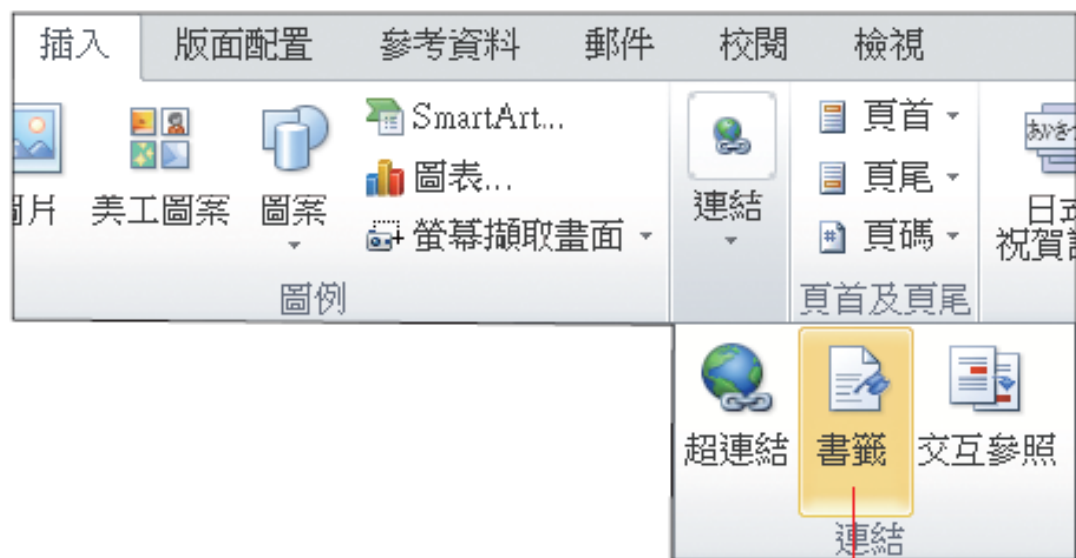 插入 版面配置 參考資料 郵件 校閱 檢視
SmartArt...
頁首
圖表...
頁尾
美工圖案 圖案
連結
螢幕擷取畫面
頁碼
圖例
頁首及頁尾
超連結 書籤 交互參照
連結